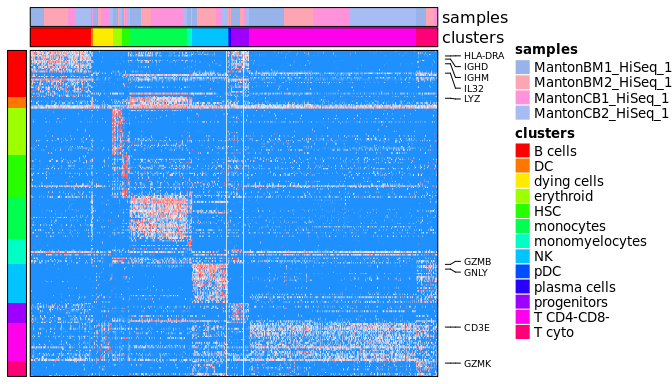 samples
clusters
HLA-DRA
IGHD
IGHM
IL32
LYZ
GZMB
GNLY
CD3E
GZMK
samples
MantonBM1_HiSeq_1
MantonBM2_HiSeq_1
MantonCB1_HiSeq_1
MantonCB2_HiSeq_1
clusters
B cells
DC
dying cells
erythroid
HSC
monocytes
monomyelocytes
NK
pDC
plasma cells
progenitors
T CD4-CD8-
T cyto